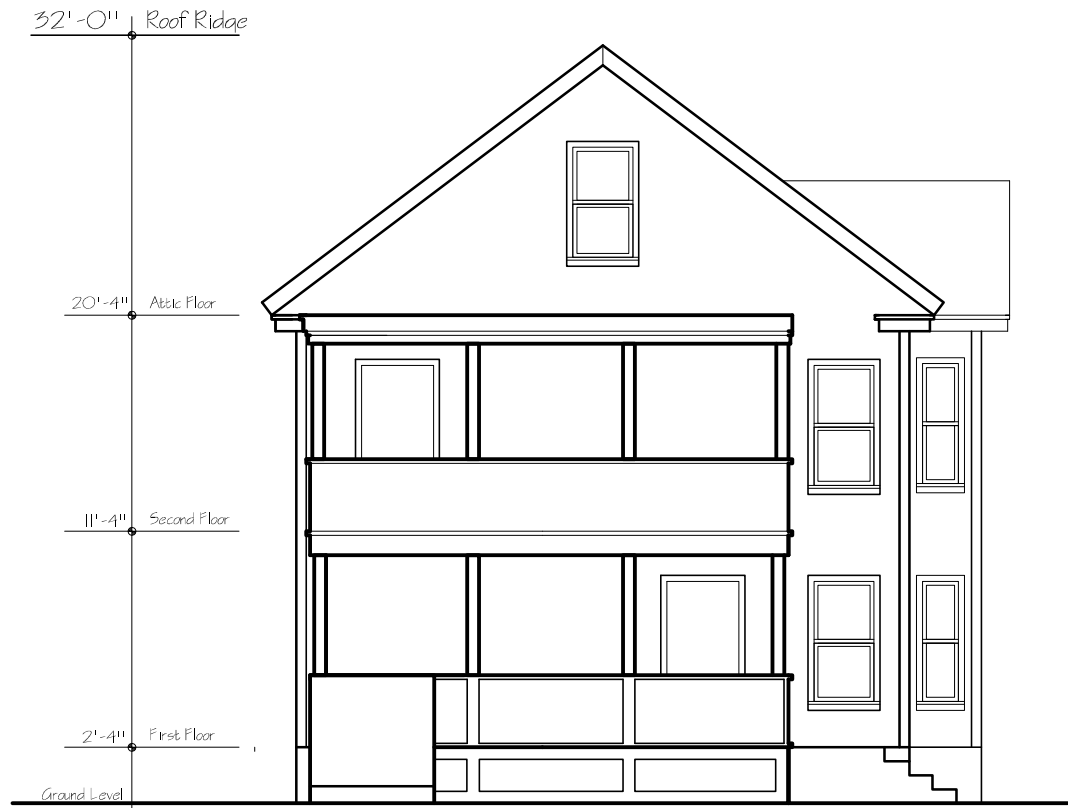 32'-0" Roof Ridge
20'-4" Attic Floor
11'-4" Second Floor
2'-4" First Floor
Ground Level